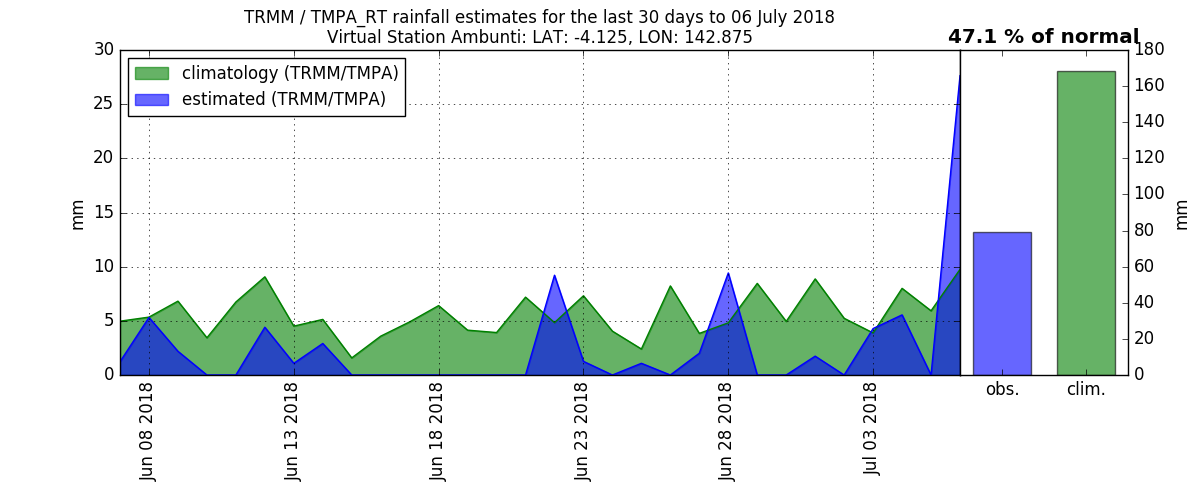 TRMM / TMPA_RT rainfall estimates for the last 30 days to 06 July 2018
Virtual Station Ambunti: LAT: -4.125, LON: 142.875
47.1 % of normal
climatology (TRMM/TMPA)
estimated (TRMM/TMPA)
30
25
20
15
10
5
0
mm
180
160
140
120
100
80
60
40
20
0
mm
Jun 08 2018
Jun 13 2018
Jun 18 2018
Jun 23 2018
Jun 28 2018
Jul 03 2018
obs.
clim.